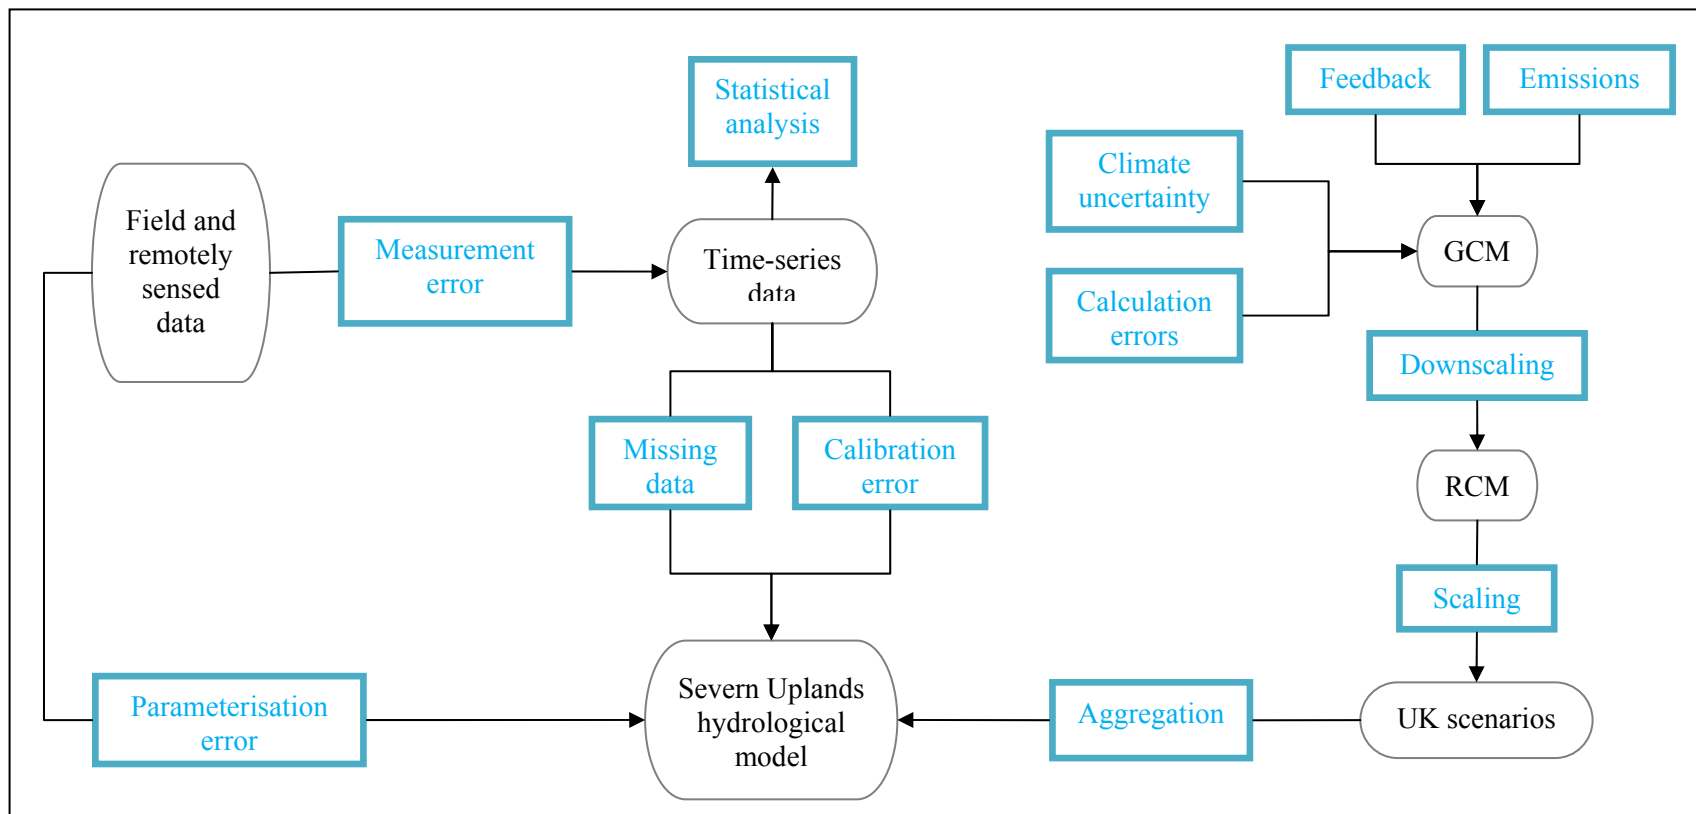 Statistical
analysis
Feedback
Emissions
Climate
uncertainty
Field and
remotely
sensed
data
Measurement
error
Time-series
data
GCM
Calculation
errors
Downscaling
Missing
data
Calibration
error
RCM
Scaling
Parameterisation
error
Severn Uplands
hydrological
model
Aggregation
UK scenarios